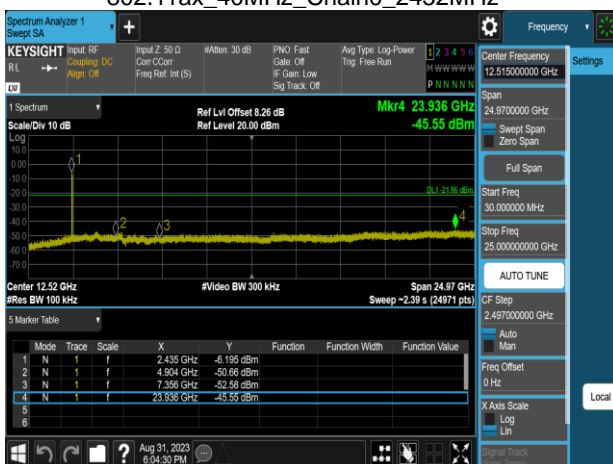 802.11ax_40MHz_Chain0_2452MHz
Spectrum Analyzer 1
Swept SA
+
Frequency
KEYSIGHT
RL
LXI
Input: RF
Coupling: DC
Align: Off
Input Z: 50 Ω
Corr CCorr
Freq Ref: Int (S)
#Atten: 30 dB
PNO: Fast
Gate: Off
IF Gain: Low
Sig Track: Off
Avg Type: Log-Power
Trig: Free Run
1 2 3 4 5 6
M W W W W W
P N N N N N
Center Frequency
12.515000000 GHz
Settings
Span
24.9700000 GHz
Swept Span
Zero Span
Full Span
Start Freq
30.000000 MHz
Stop Freq
25.000000000 GHz
AUTO TUNE
CF Step
2.497000000 GHz
Auto
Man
Freq Offset
0 Hz
X Axis Scale
Log
Lin
Signal Track
Local
1 Spectrum
Scale/Div 10 dB
Ref Lvl Offset 8.26 dB
Ref Level 20.00 dBm
Mkr4 23.936 GHz
-45.55 dBm
Log
10.0
0.00
-10.0
-20.0
-30.0
-40.0
-50.0
-60.0
-70.0
1
2
3
4
DL1 -21.86 dBm
Center 12.52 GHz
#Res BW 100 kHz
#Video BW 300 kHz
Span 24.97 GHz
Sweep ~2.39 s (24971 pts)
5 Marker Table
Mode Trace Scale X Y Function Function Width Function Value
1 N 1 f 2.435 GHz -6.195 dBm
2 N 1 f 4.904 GHz -50.66 dBm
3 N 1 f 7.356 GHz -52.58 dBm
4 N 1 f 23.936 GHz -45.55 dBm
5
6
?
Aug 31, 2023
6:04:30 PM